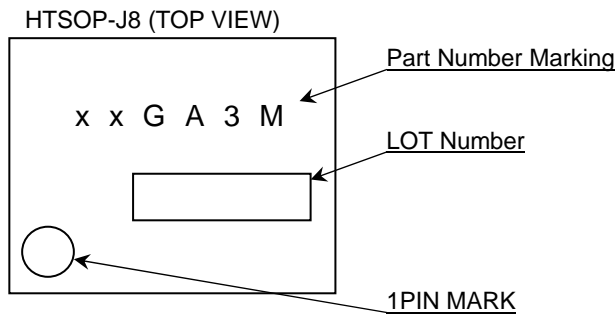 HTSOP-J8 (TOP VIEW)
Part Number Marking
x x G A 3 M
LOT Number
1PIN MARK